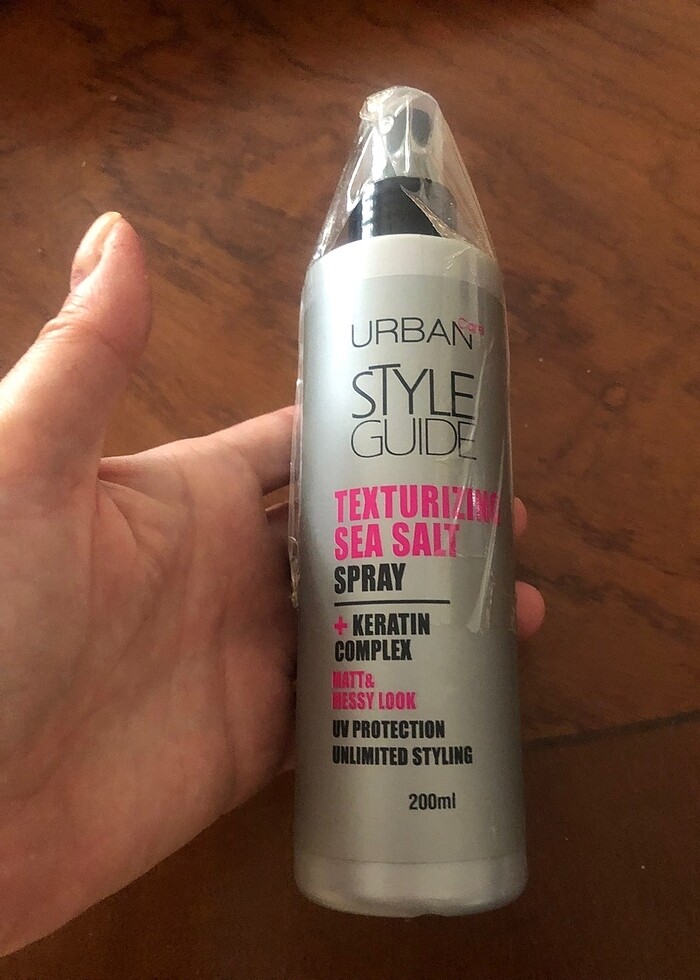 URBAN Care
STYLE
GUIDE
TEXTURIZING
SEA SALT
SPRAY
+ KERATIN
COMPLEX
MATT&
MESSY LOOK
UV PROTECTION
UNLIMITED STYLING
200ml